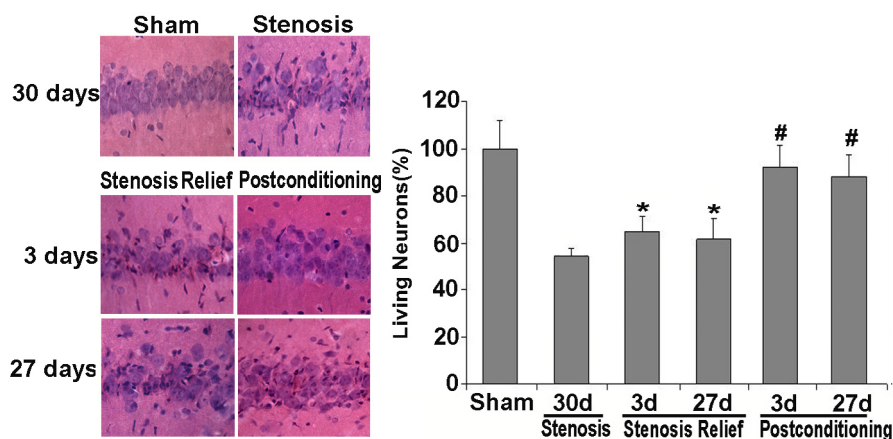 Sham Stenosis
30 days
Stenosis Relief Postconditioning
3 days
27 days
Living Neurons(%)
120
100
80
60
40
20
0
* * # #
Sham 30d 3d 27d 3d 27d
Stenosis Stenosis Relief Postconditioning